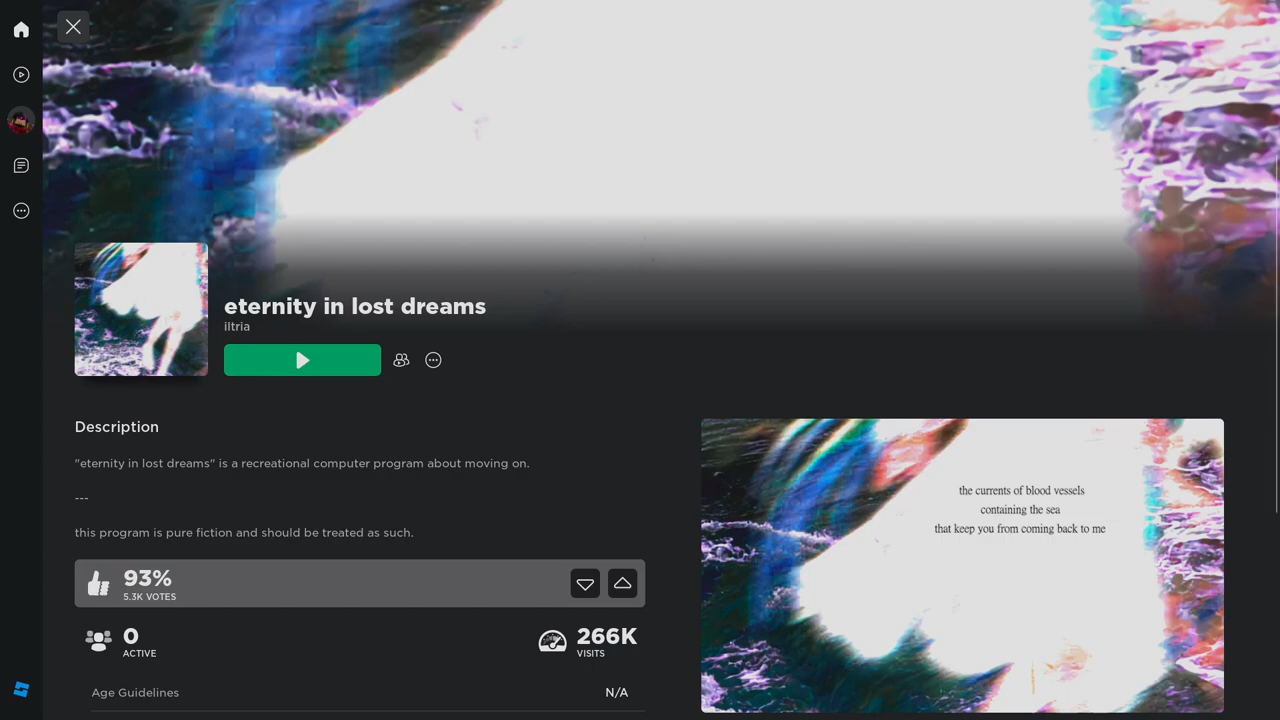 eternity in lost dreams
iltria
Description
"eternity in lost dreams" is a recreational computer program about moving on.
---
this program is pure fiction and should be treated as such.
93%
5.3K VOTES
0
ACTIVE
266K
VISITS
Age Guidelines
N/A
the currents of blood vessels
containing the sea
that keep you from coming back to me